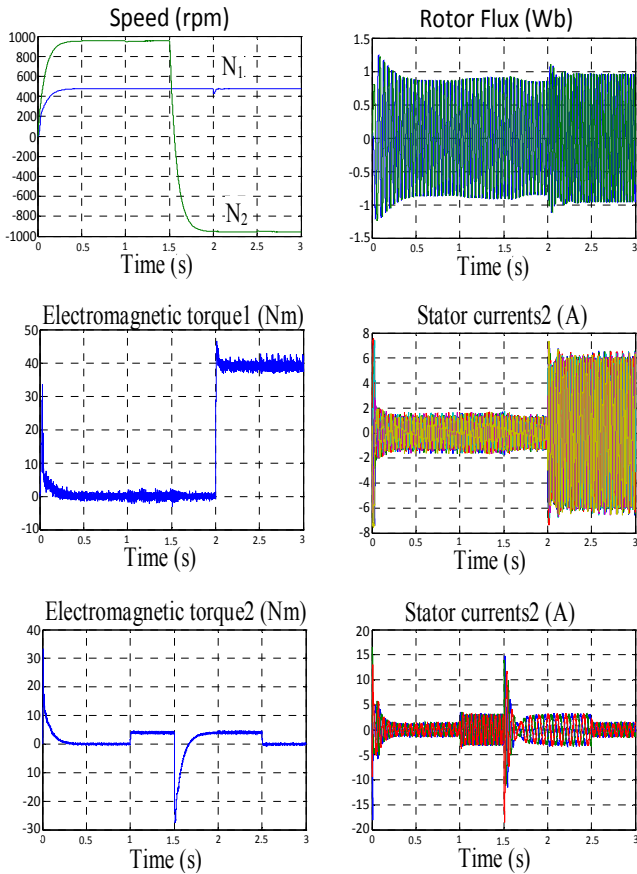 Speed (rpm)
1000
800
600
400
200
0
-200
-400
-600
-800
-1000
N1
N2
0 0.5 1 1.5 2 2.5 3
Time (s)
Rotor Flux (Wb)
1.5
1
0.5
0
-0.5
-1
-1.5
0 0.5 1 1.5 2 2.5 3
Time (s)
Electromagnetic torque1 (Nm)
50
40
30
20
10
0
-10
0 0.5 1 1.5 2 2.5 3
Time (s)
Stator currents2 (A)
8
6
4
2
0
-2
-4
-6
-8
0 0.5 1 1.5 2 2.5 3
Time (s)
Electromagnetic torque2 (Nm)
40
30
20
10
0
-10
-20
-30
0 0.5 1 1.5 2 2.5 3
Time (s)
Stator currents2 (A)
20
15
10
5
0
-5
-10
-15
-20
0 0.5 1 1.5 2 2.5 3
Time (s)